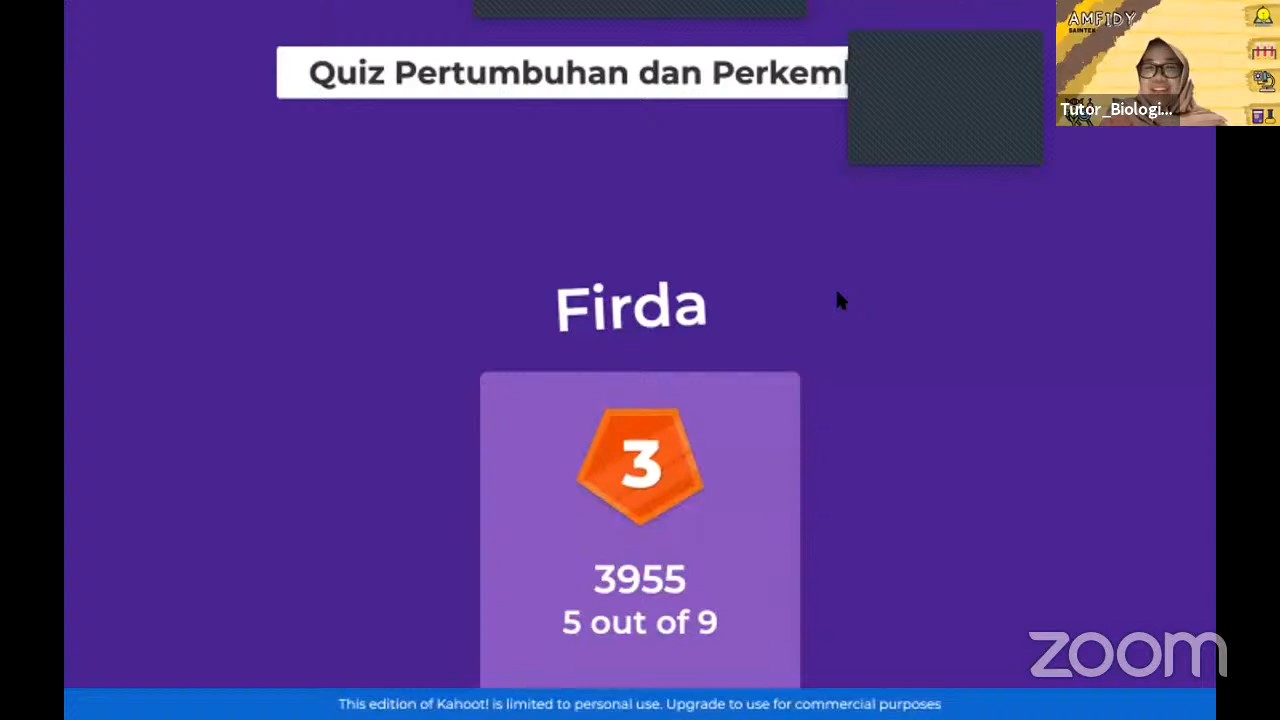 AMFIDY
SAINTEK
Tutor_Biologi...
Quiz Pertumbuhan dan
Firda
3
3955
5 out of 9
zoom
This edition of Kahoot! is limited to personal use. Upgrade to use for commercial purposes